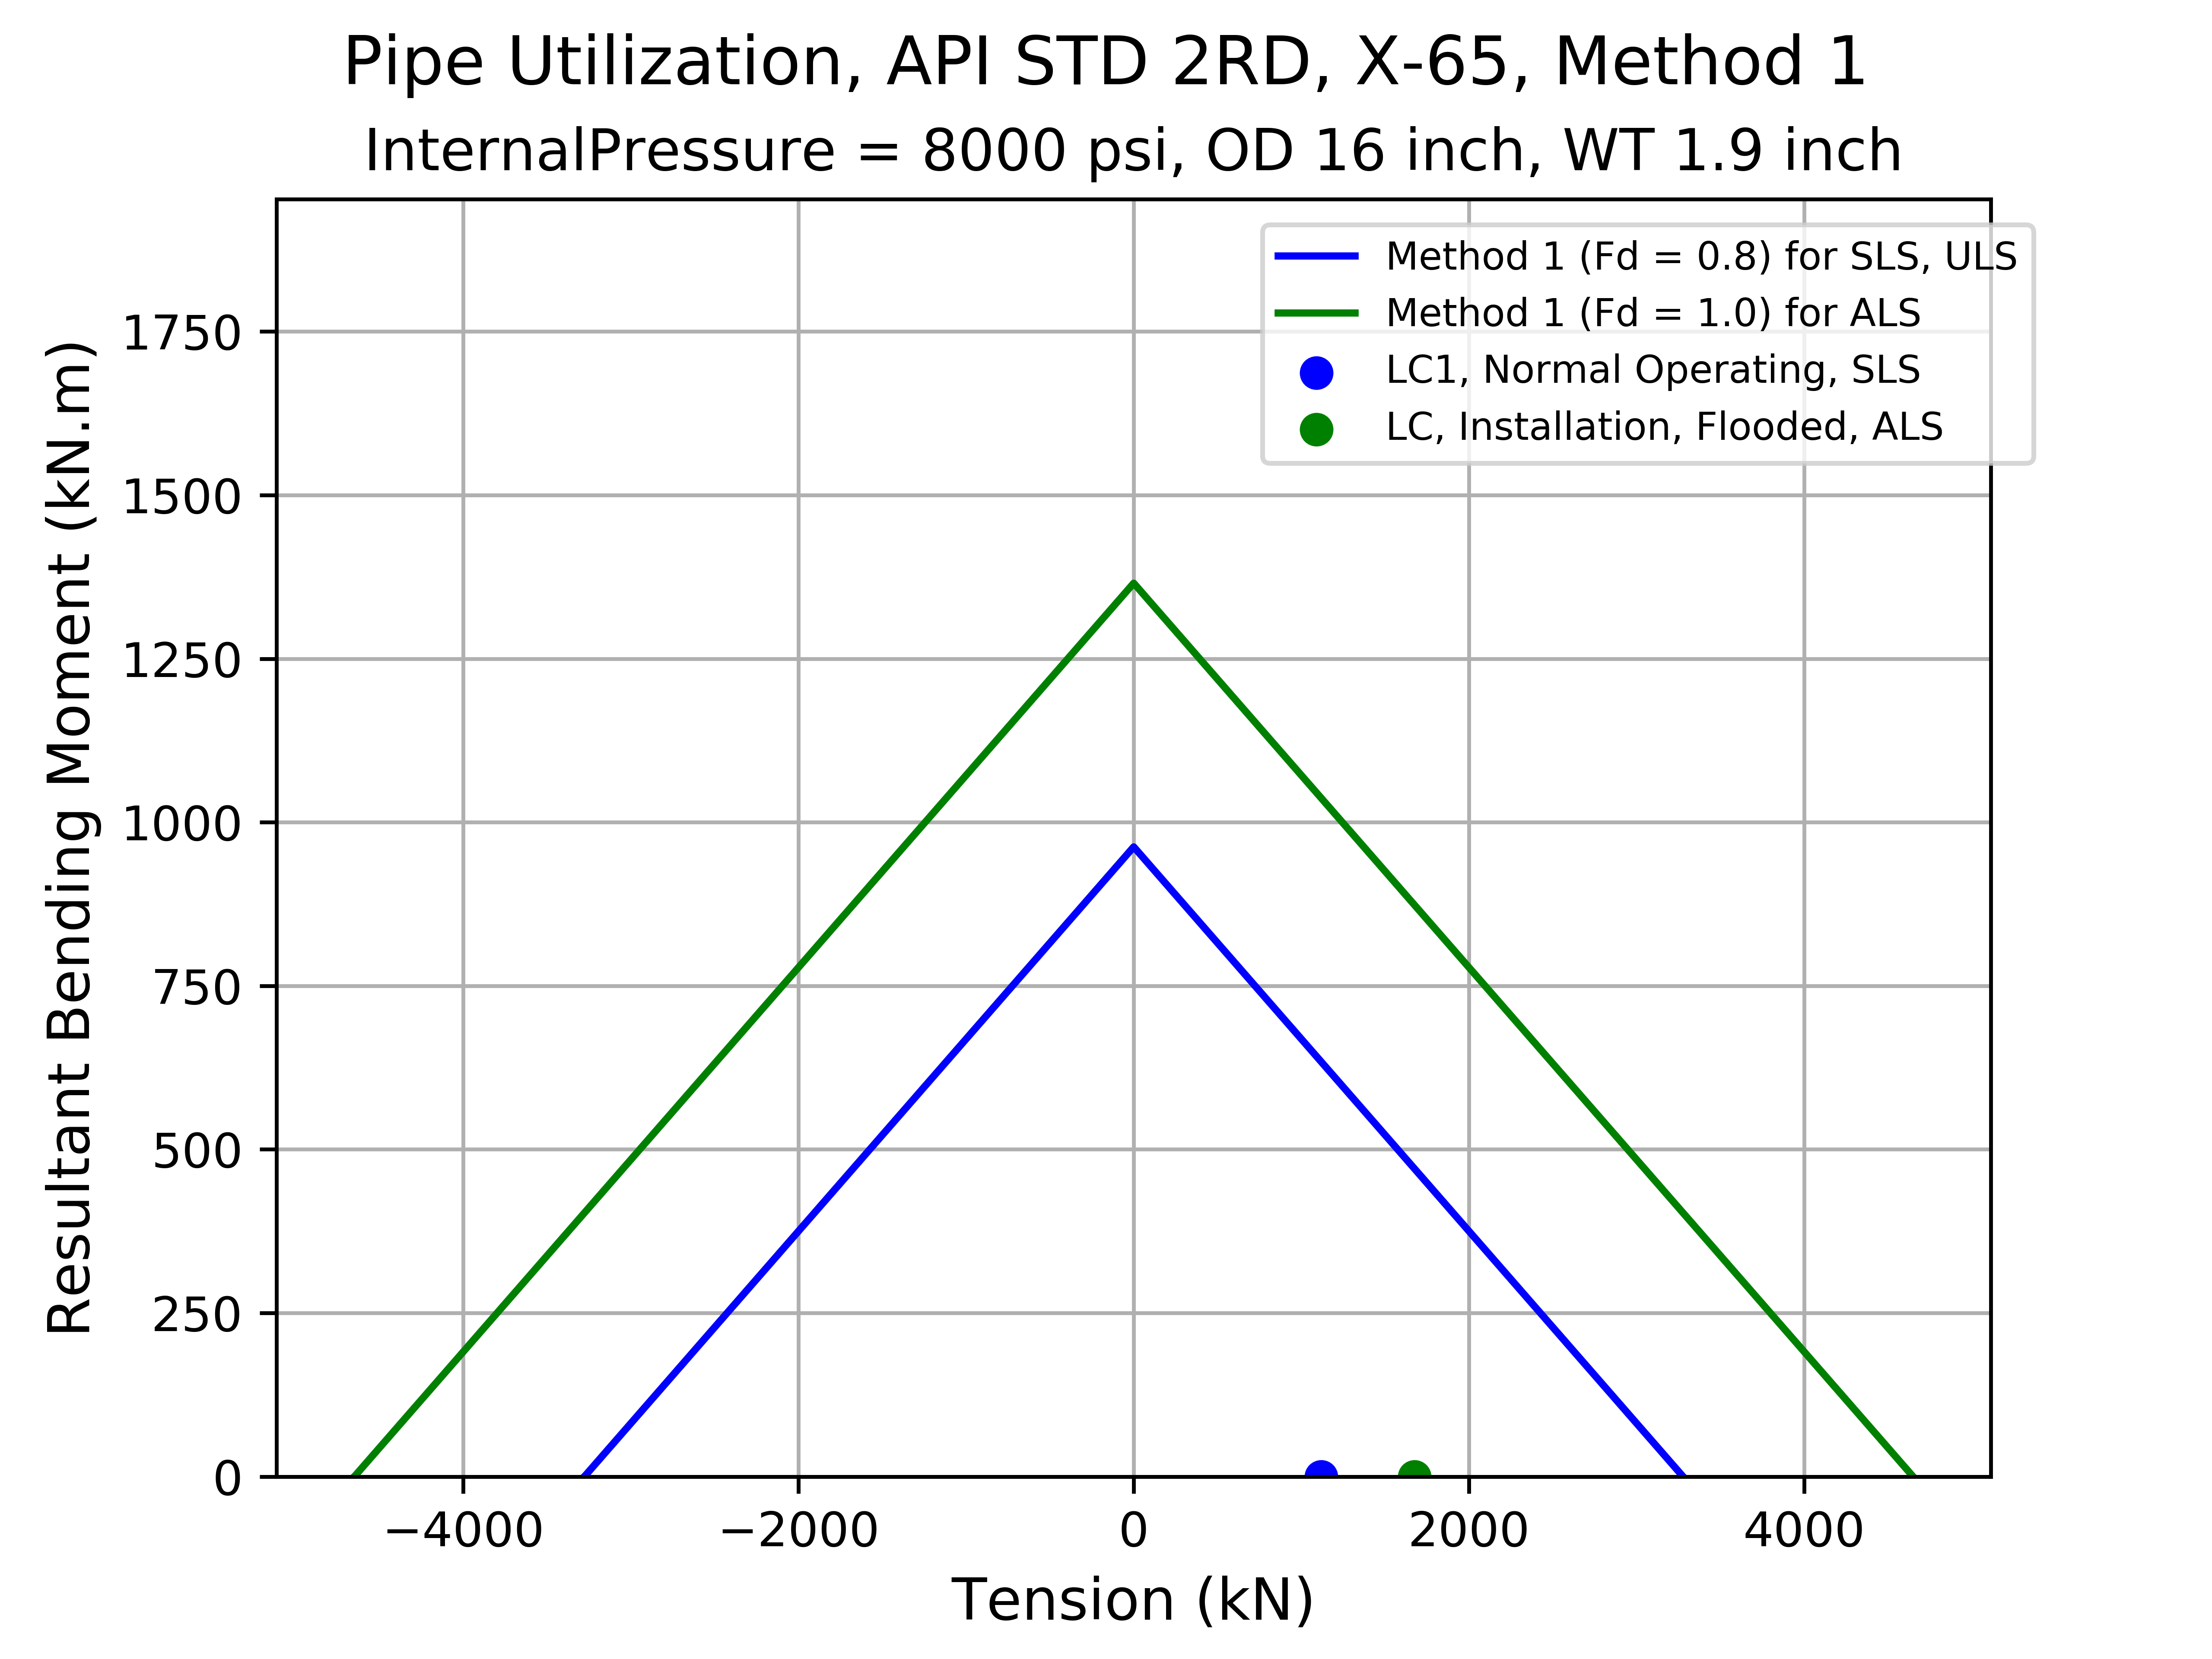 Pipe Utilization, API STD 2RD, X-65, Method 1
InternalPressure = 8000 psi, OD 16 inch, WT 1.9 inch
Method 1 (Fd = 0.8) for SLS, ULS
Method 1 (Fd = 1.0) for ALS
LC1, Normal Operating, SLS
LC, Installation, Flooded, ALS
Resultant Bending Moment (kN.m)
1750
1500
1250
1000
750
500
250
0
−4000
−2000
0
2000
4000
Tension (kN)